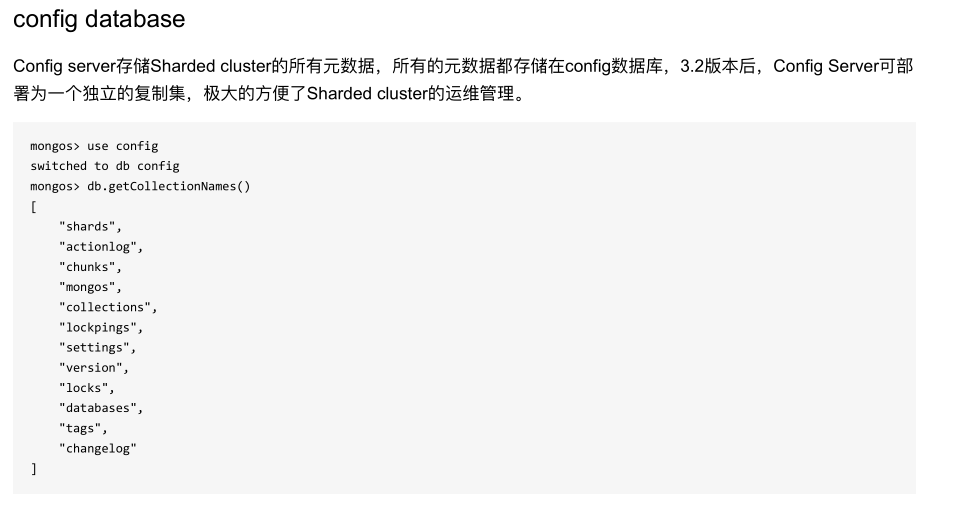 config database
Config server存储Sharded cluster的所有元数据，所有的元数据都存储在config数据库，3.2版本后，Config Server可部
署为一个独立的复制集，极大的方便了Sharded cluster的运维管理。
mongos> use config
switched to db config
mongos> db.getCollectionNames()
[
    "shards",
    "actionlog",
    "chunks",
    "mongos",
    "collections",
    "lockpings",
    "settings",
    "version",
    "locks",
    "databases",
    "tags",
    "changelog"
]